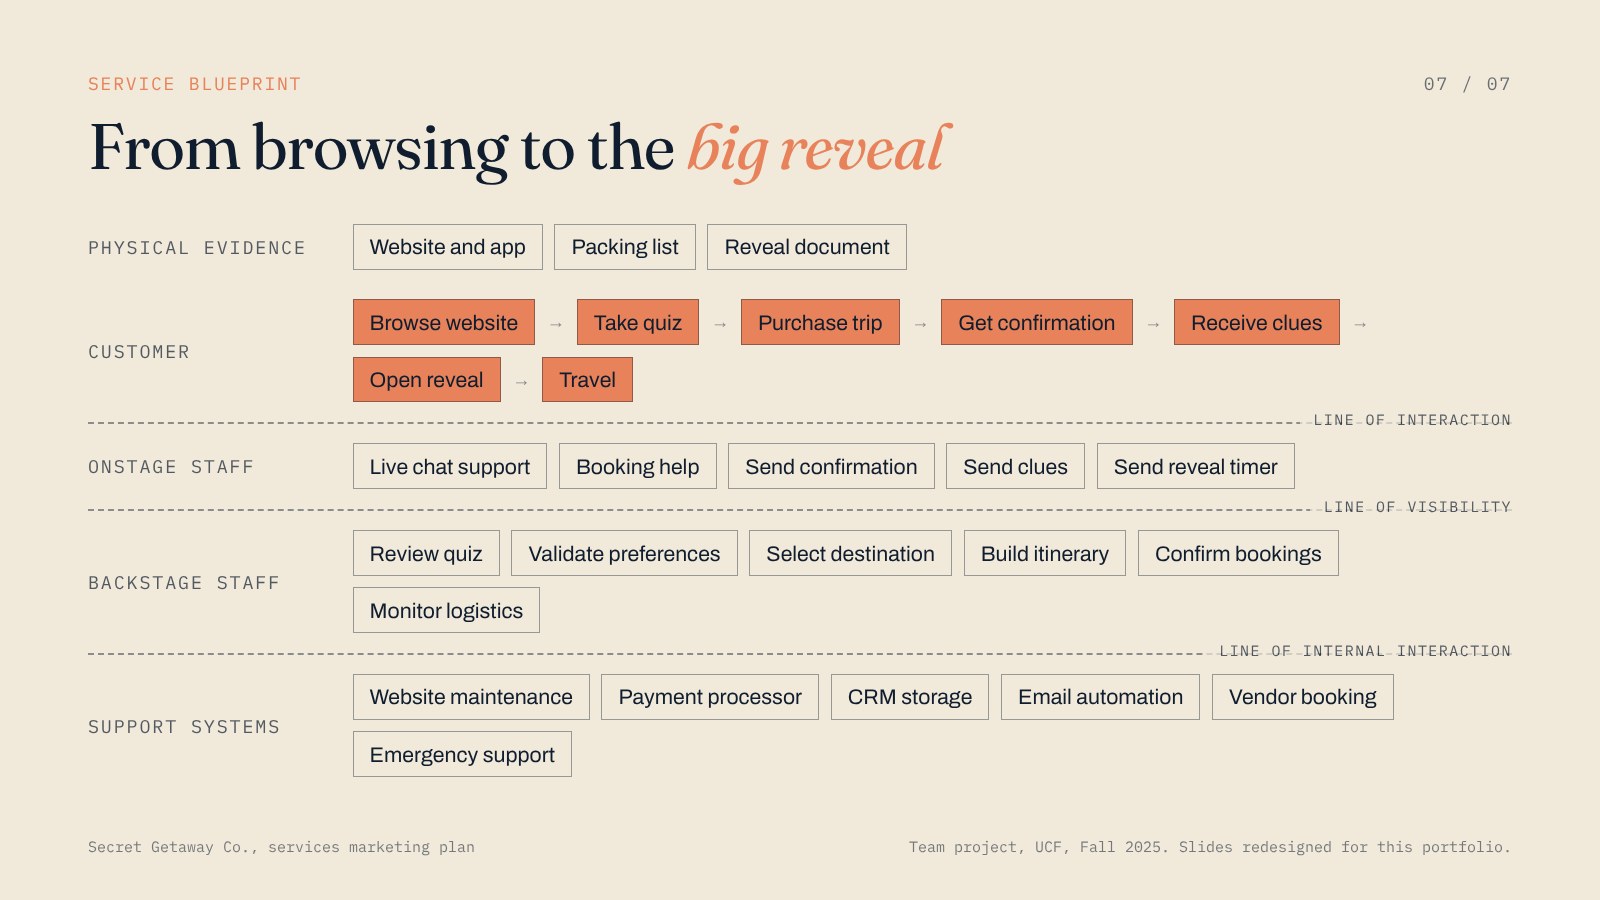 SERVICE BLUEPRINT
07 / 07
From browsing to the big reveal
PHYSICAL EVIDENCE
Website and app
Packing list
Reveal document
CUSTOMER
Browse website → Take quiz → Purchase trip → Get confirmation → Receive clues →
Open reveal → Travel
LINE OF INTERACTION
ONSTAGE STAFF
Live chat support
Booking help
Send confirmation
Send clues
Send reveal timer
LINE OF VISIBILITY
BACKSTAGE STAFF
Review quiz
Validate preferences
Select destination
Build itinerary
Confirm bookings
Monitor logistics
LINE OF INTERNAL INTERACTION
SUPPORT SYSTEMS
Website maintenance
Payment processor
CRM storage
Email automation
Vendor booking
Emergency support
Secret Getaway Co., services marketing plan
Team project, UCF, Fall 2025. Slides redesigned for this portfolio.